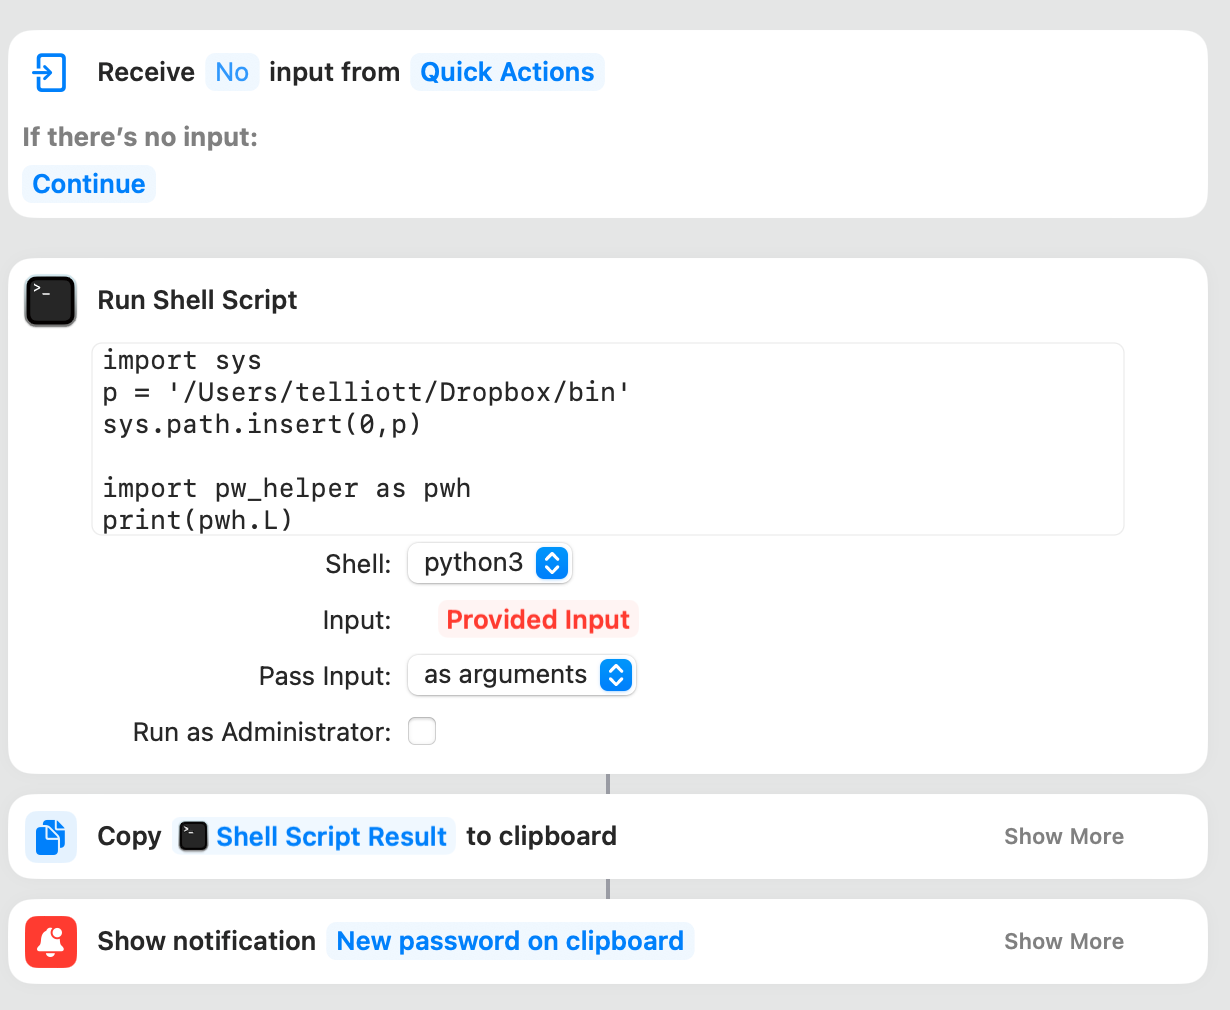 Receive No input from Quick Actions
If there’s no input:
Continue
>_
Run Shell Script
import sys
p = '/Users/telliott/Dropbox/bin'
sys.path.insert(0,p)
import pw_helper as pwh
print(pwh.L)
Shell: python3
Input: Provided Input
Pass Input: as arguments
Run as Administrator:
Copy >_ Shell Script Result to clipboard Show More
Show notification New password on clipboard Show More